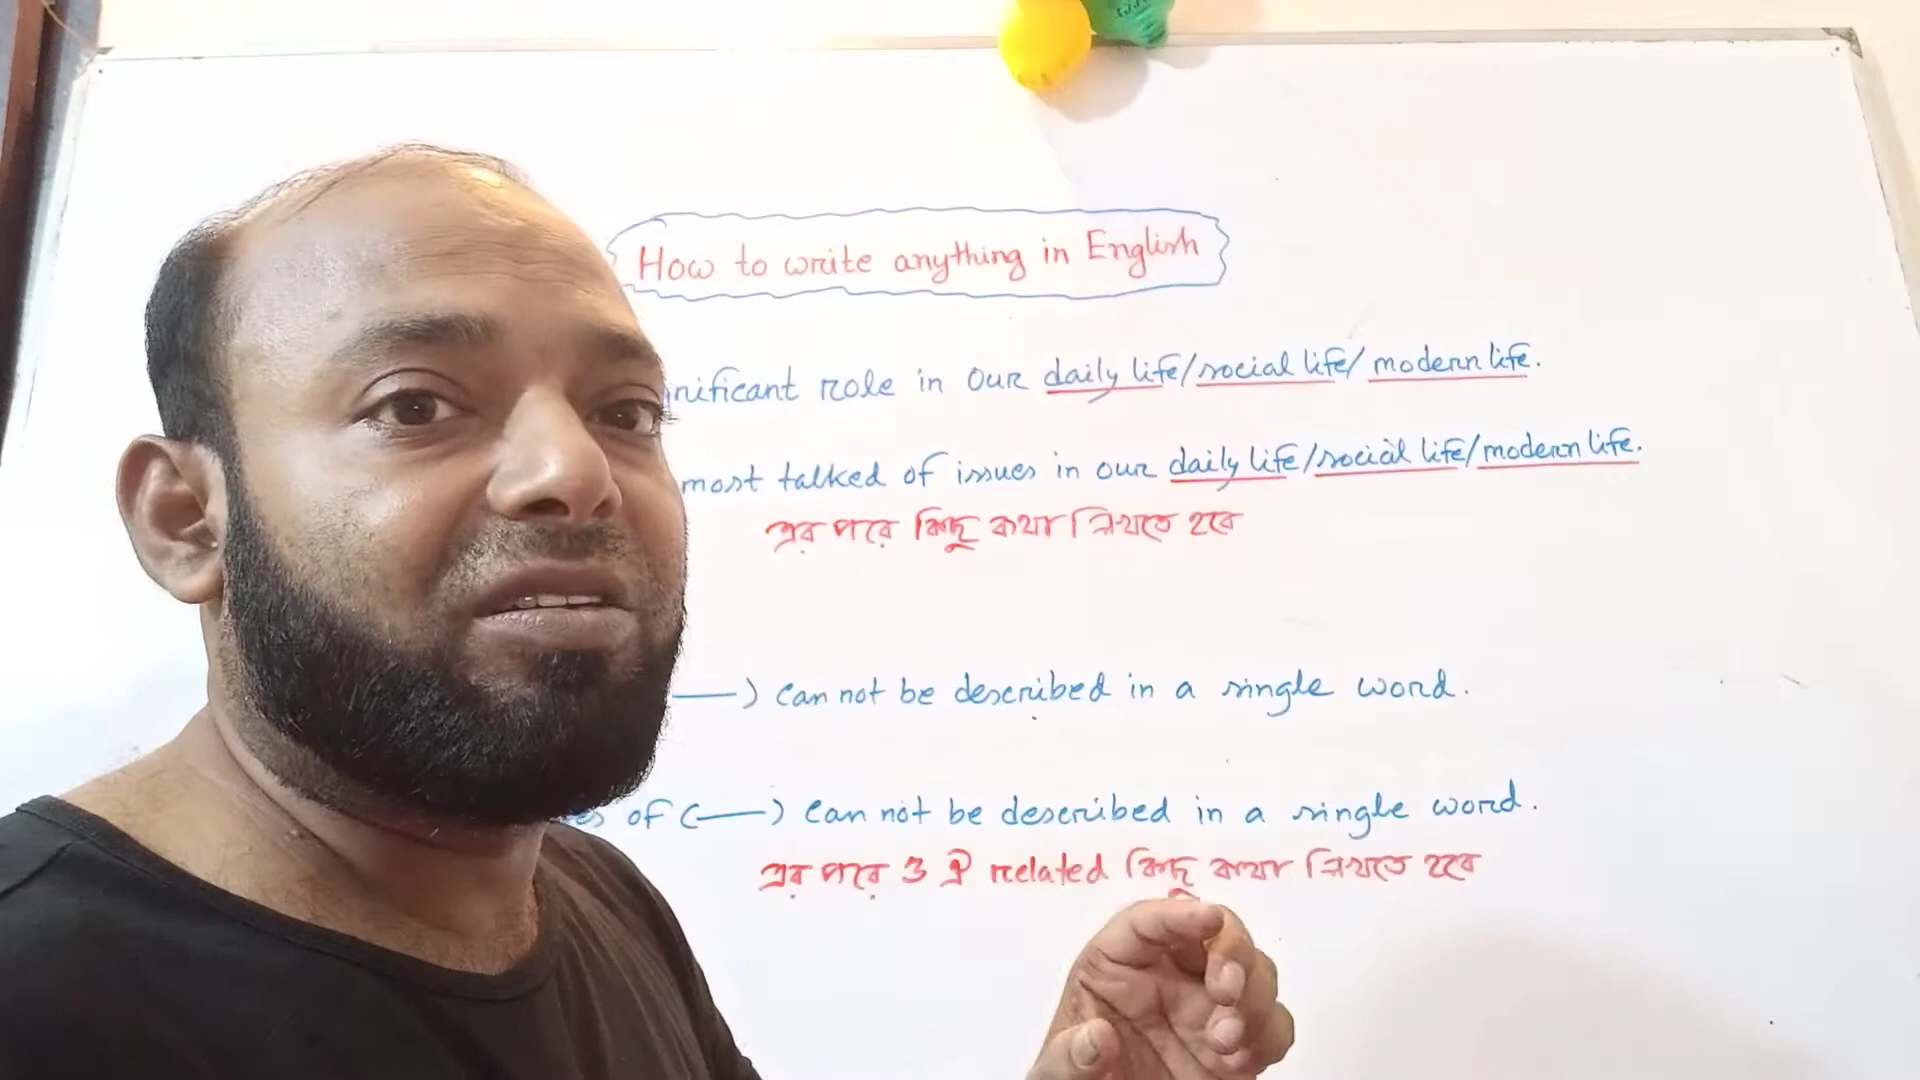 How to write anything in English
nificant role in our daily life/social life/modern life.
most talked of issues in our daily life/social life/modern life.
এর পরে কিছু কথা লিখতে হবে
——) can not be described in a single word.
of (——) can not be described in a single word.
এর পরে ও ঐ related কিছু কথা লিখতে হবে